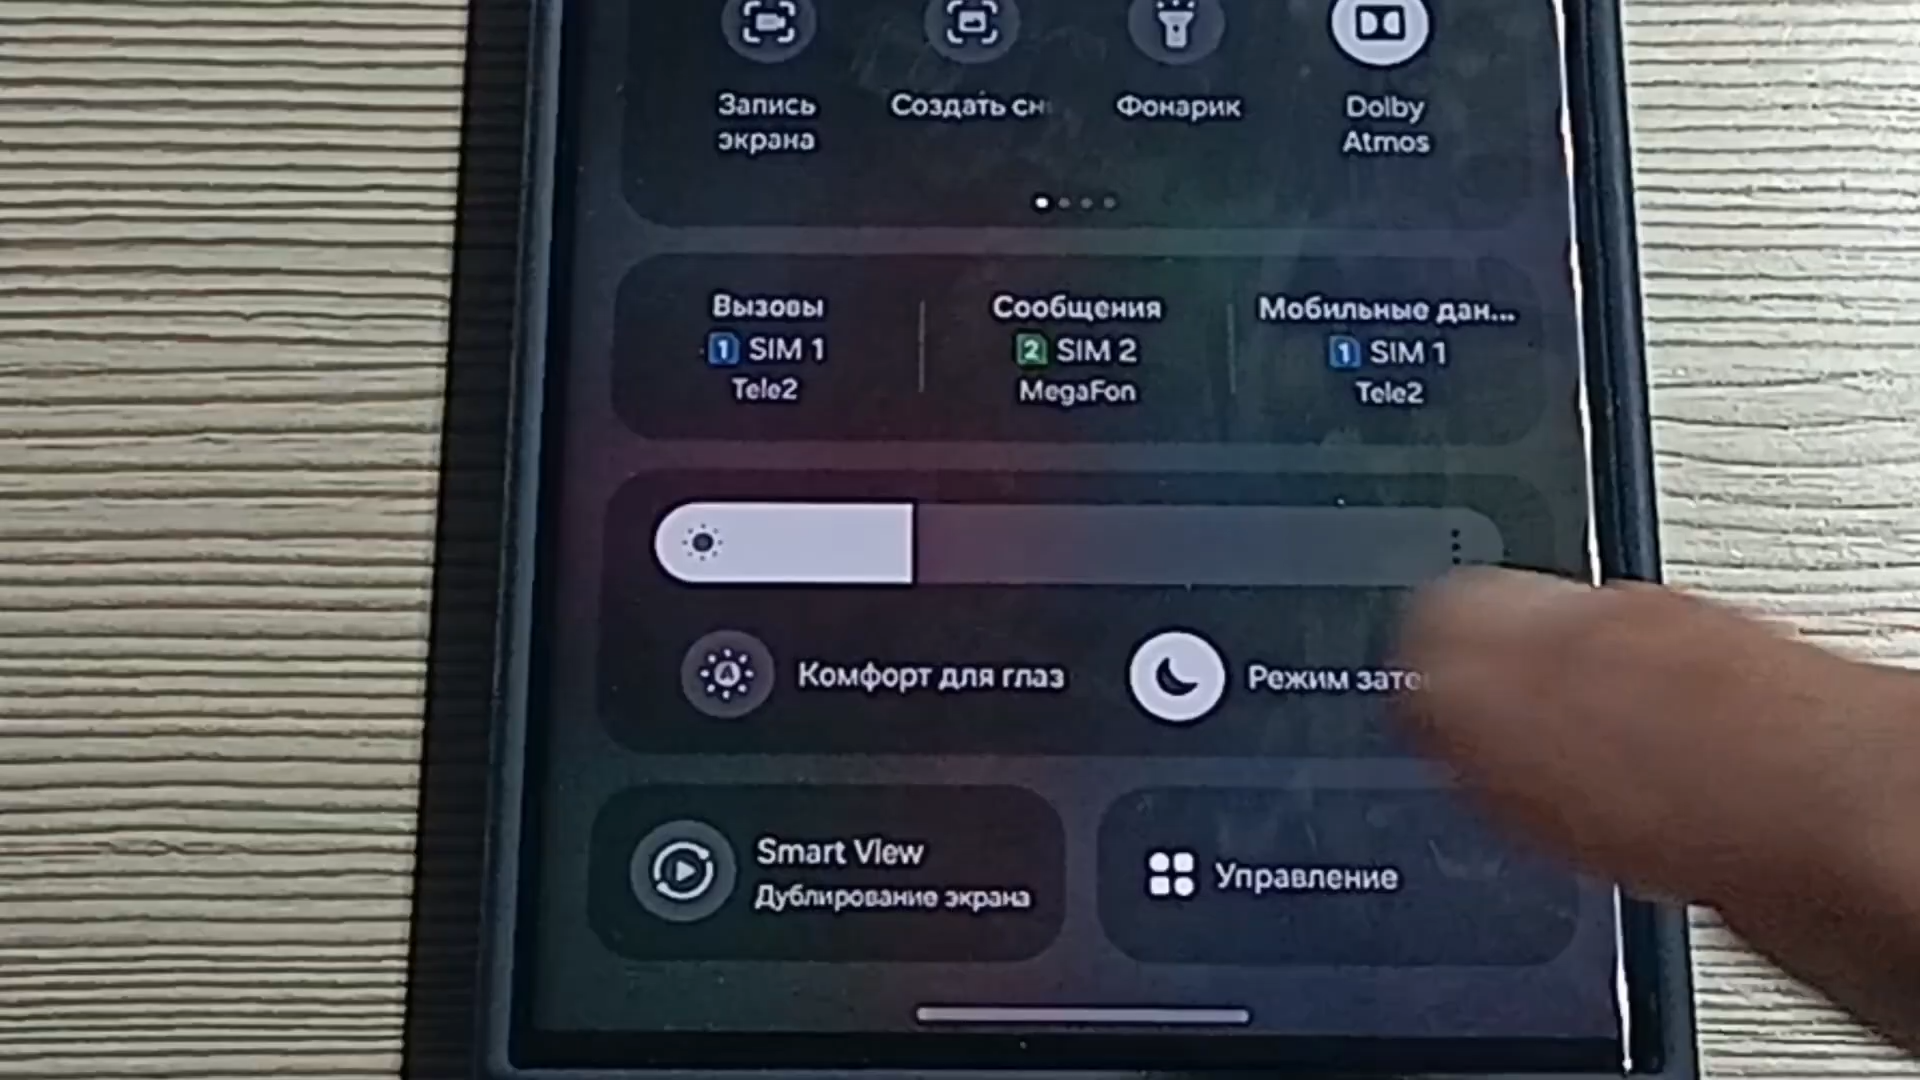 Запись
экрана
Создать сн
Фонарик
Dolby
Atmos
Вызовы
1 SIM 1
Tele2
Сообщения
2 SIM 2
MegaFon
Мобильные дан...
1 SIM 1
Tele2
Комфорт для глаз
Режим зате
Smart View
Дублирование экрана
Управление